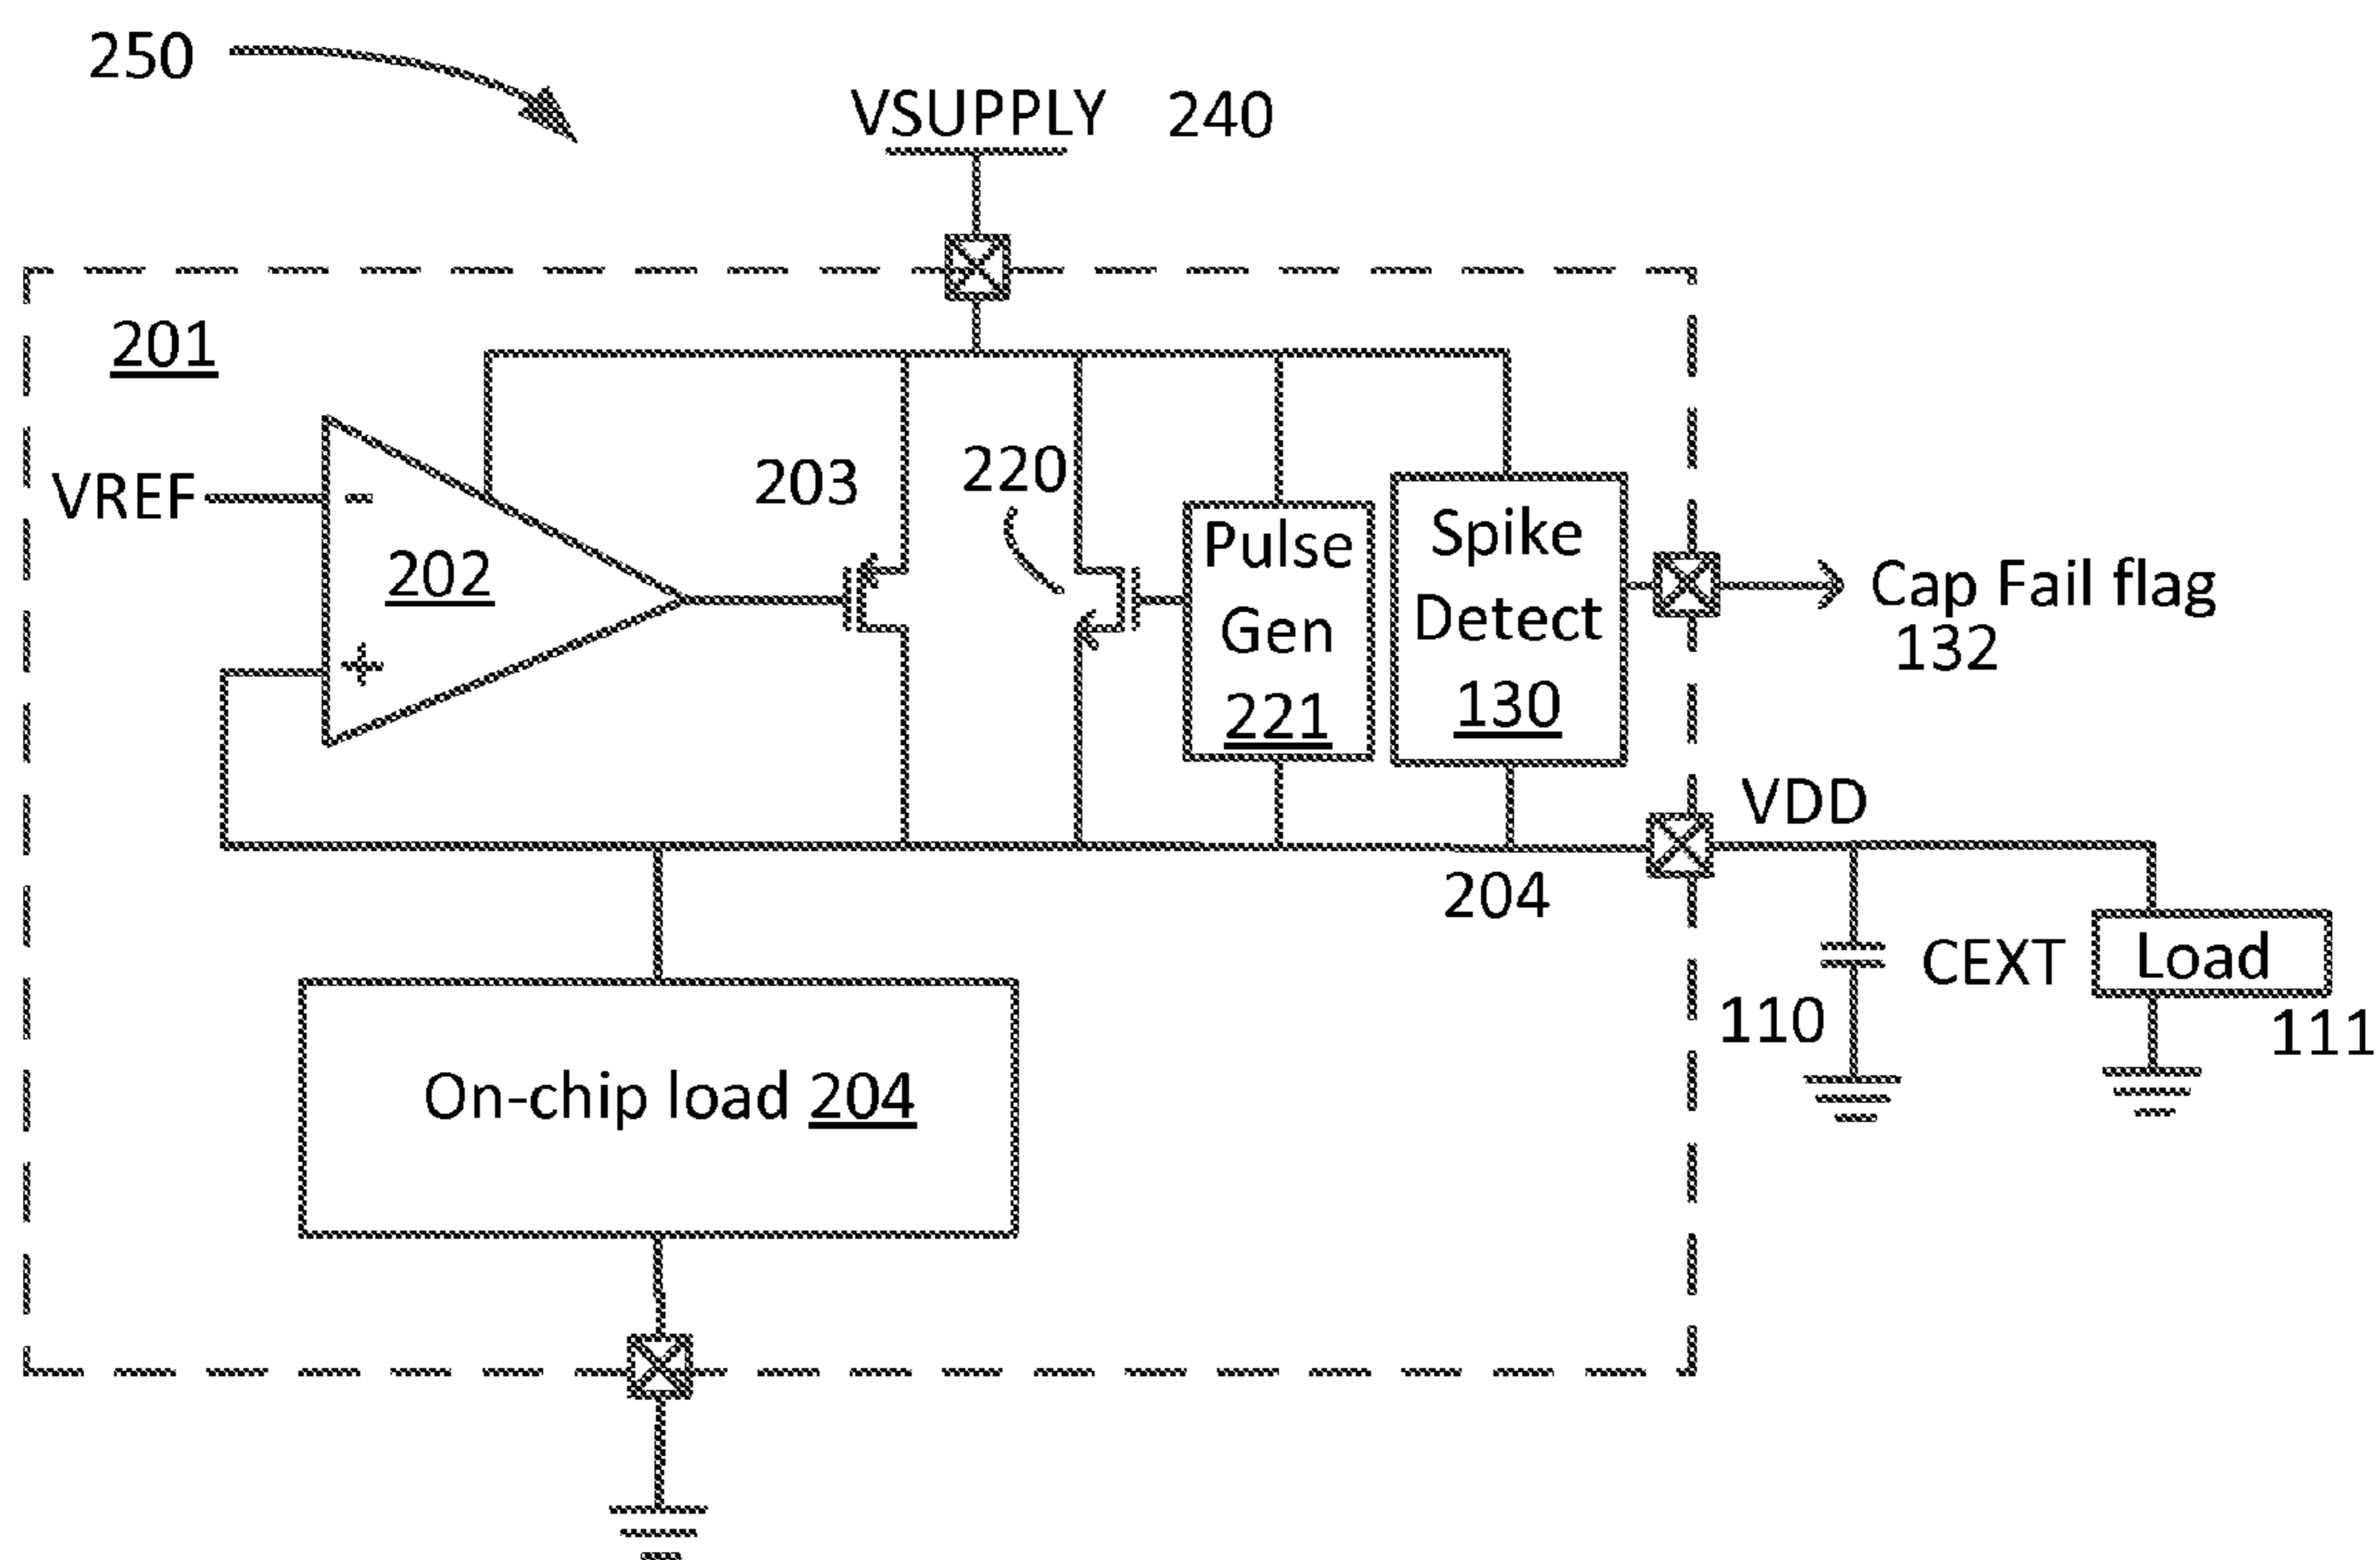 250
VSUPPLY 240
201
VREF
-
202
+
203
220
Pulse
Gen
221
Spike
Detect
130
Cap Fail flag
132
VDD
204
CEXT
110
Load
111
On-chip load 204